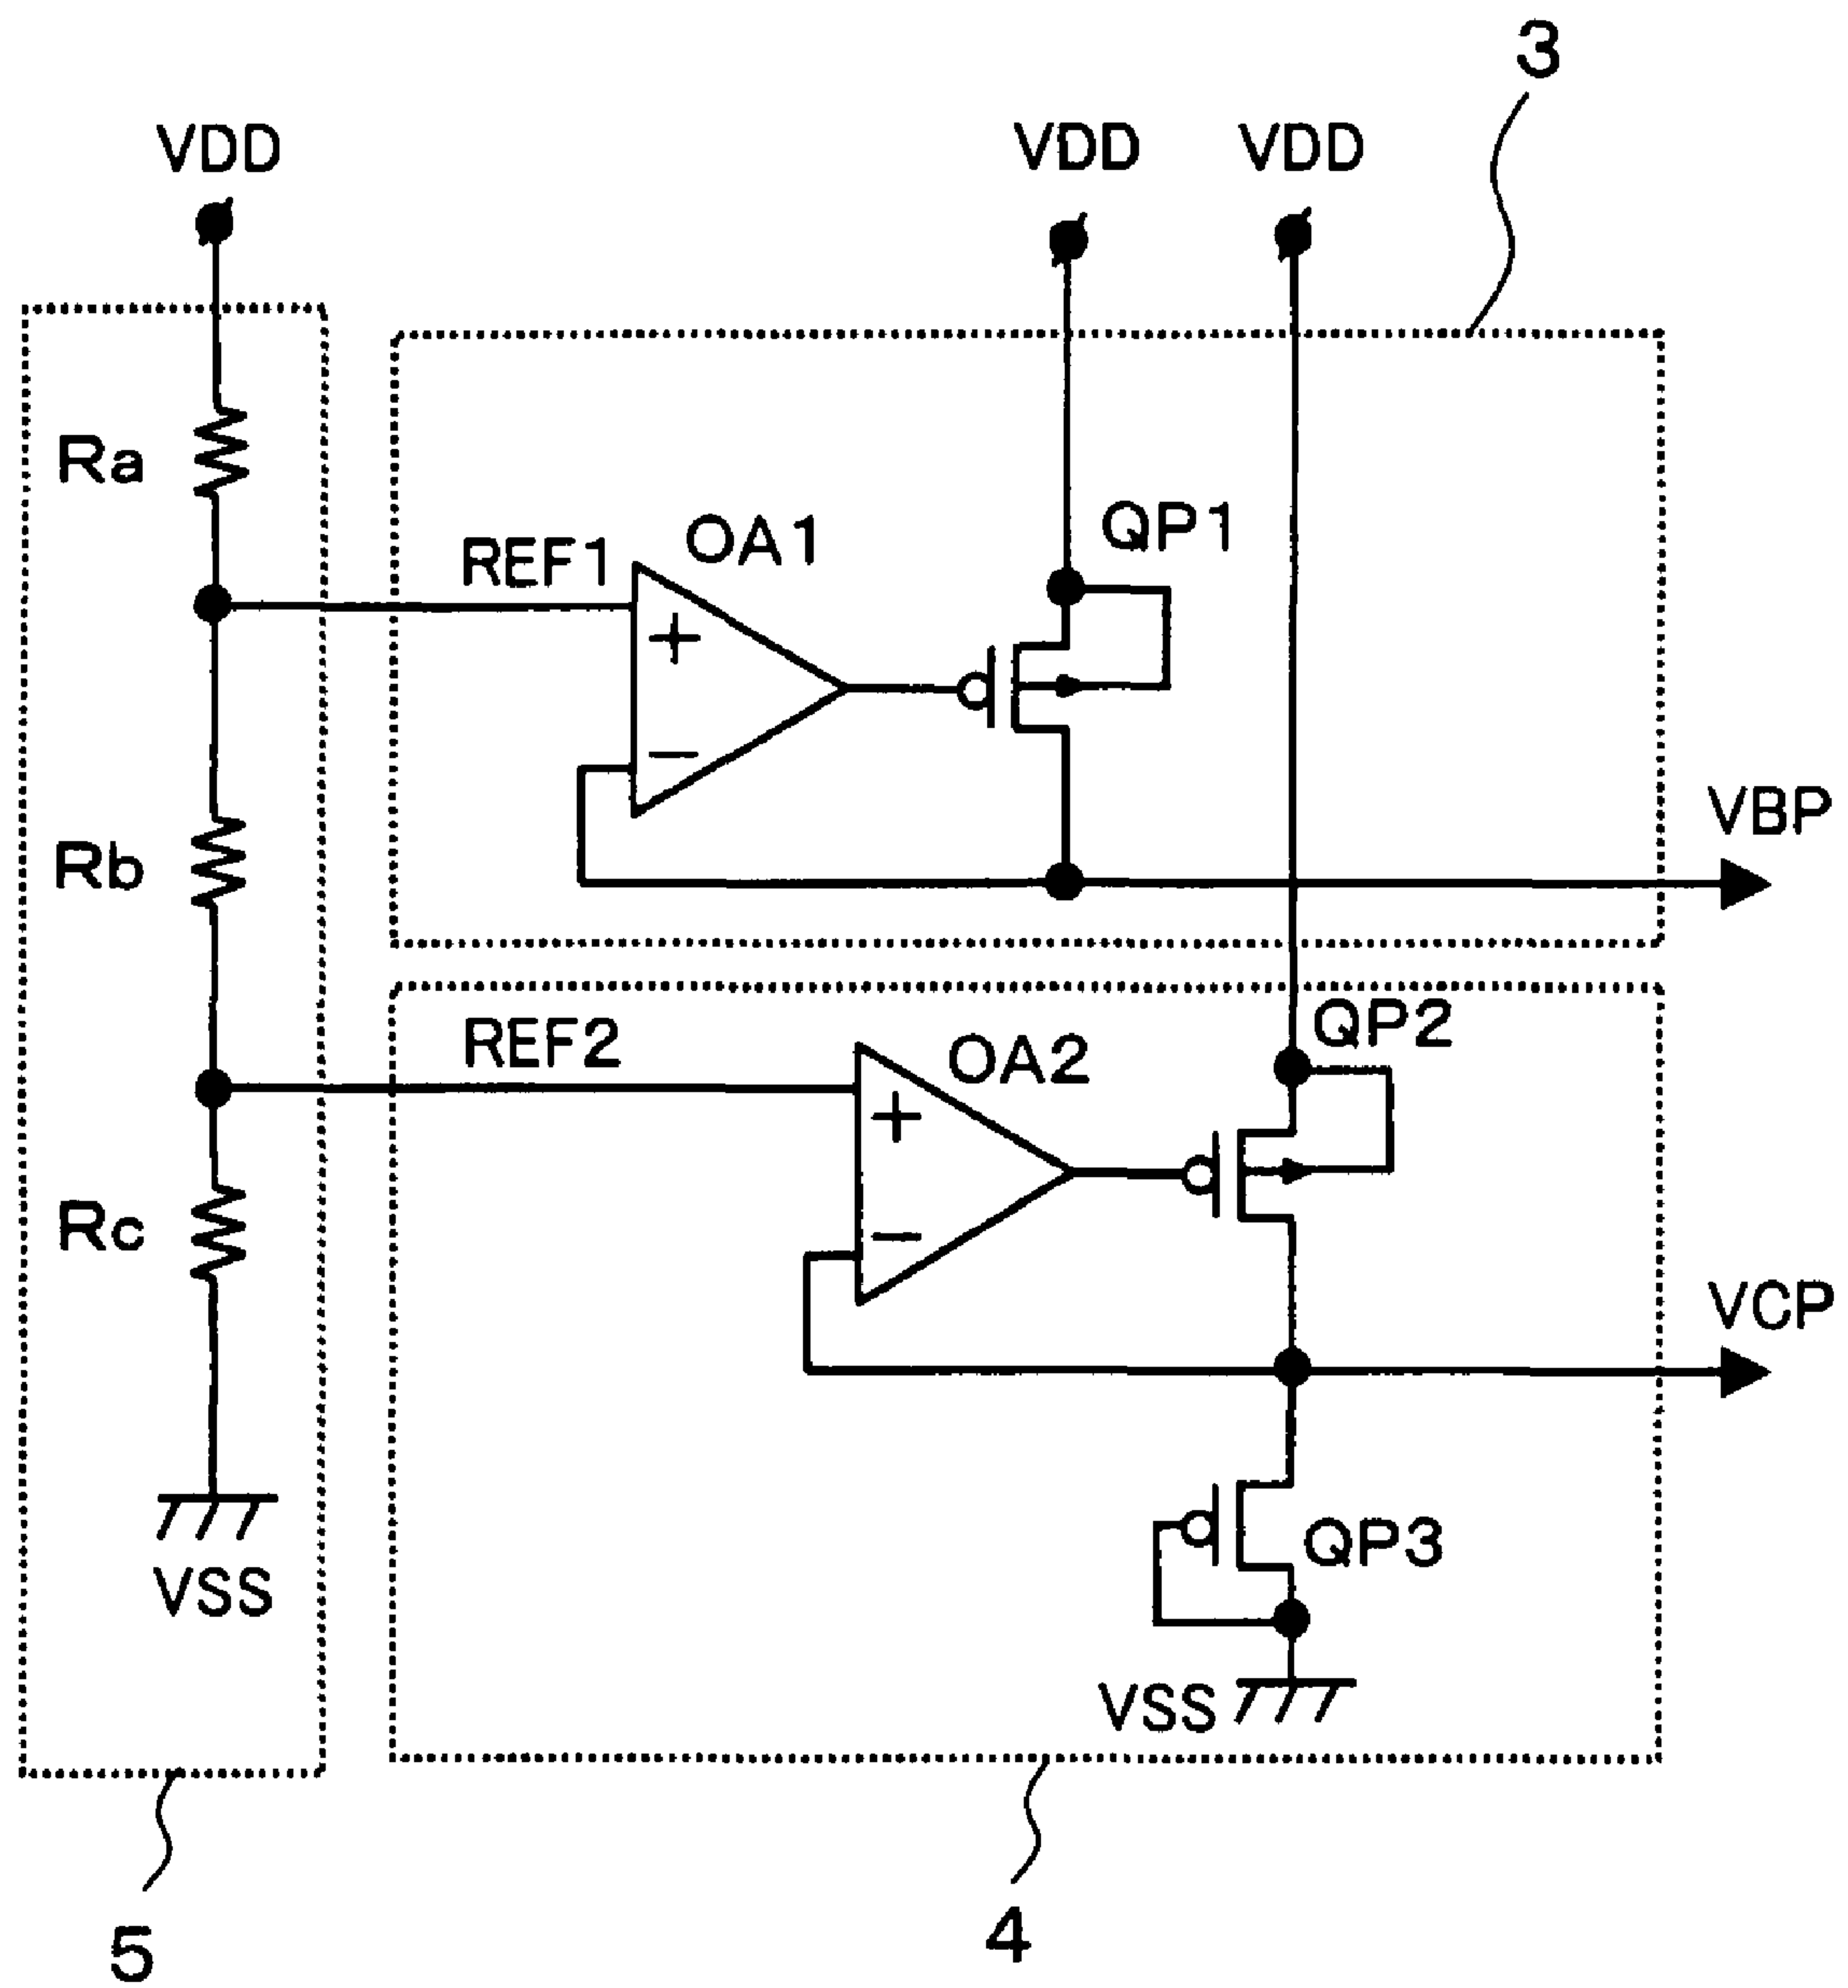 3
VDD
VDD
VDD
Ra
OA1
QP1
REF1
+
−
VBP
Rb
QP2
REF2
OA2
+
−
Rc
VCP
QP3
VSS
VSS
5
4